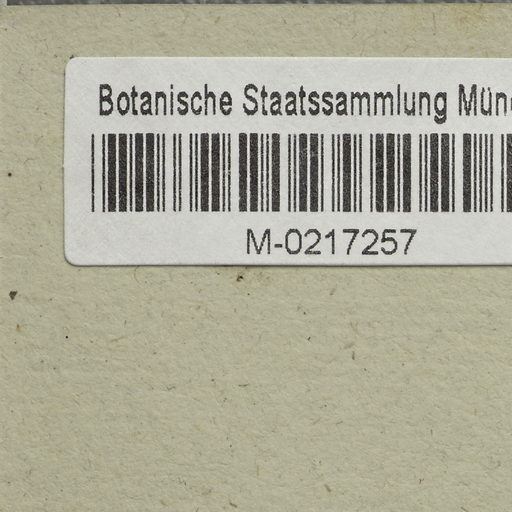 Botanische Staatssammlung Mün
M-0217257